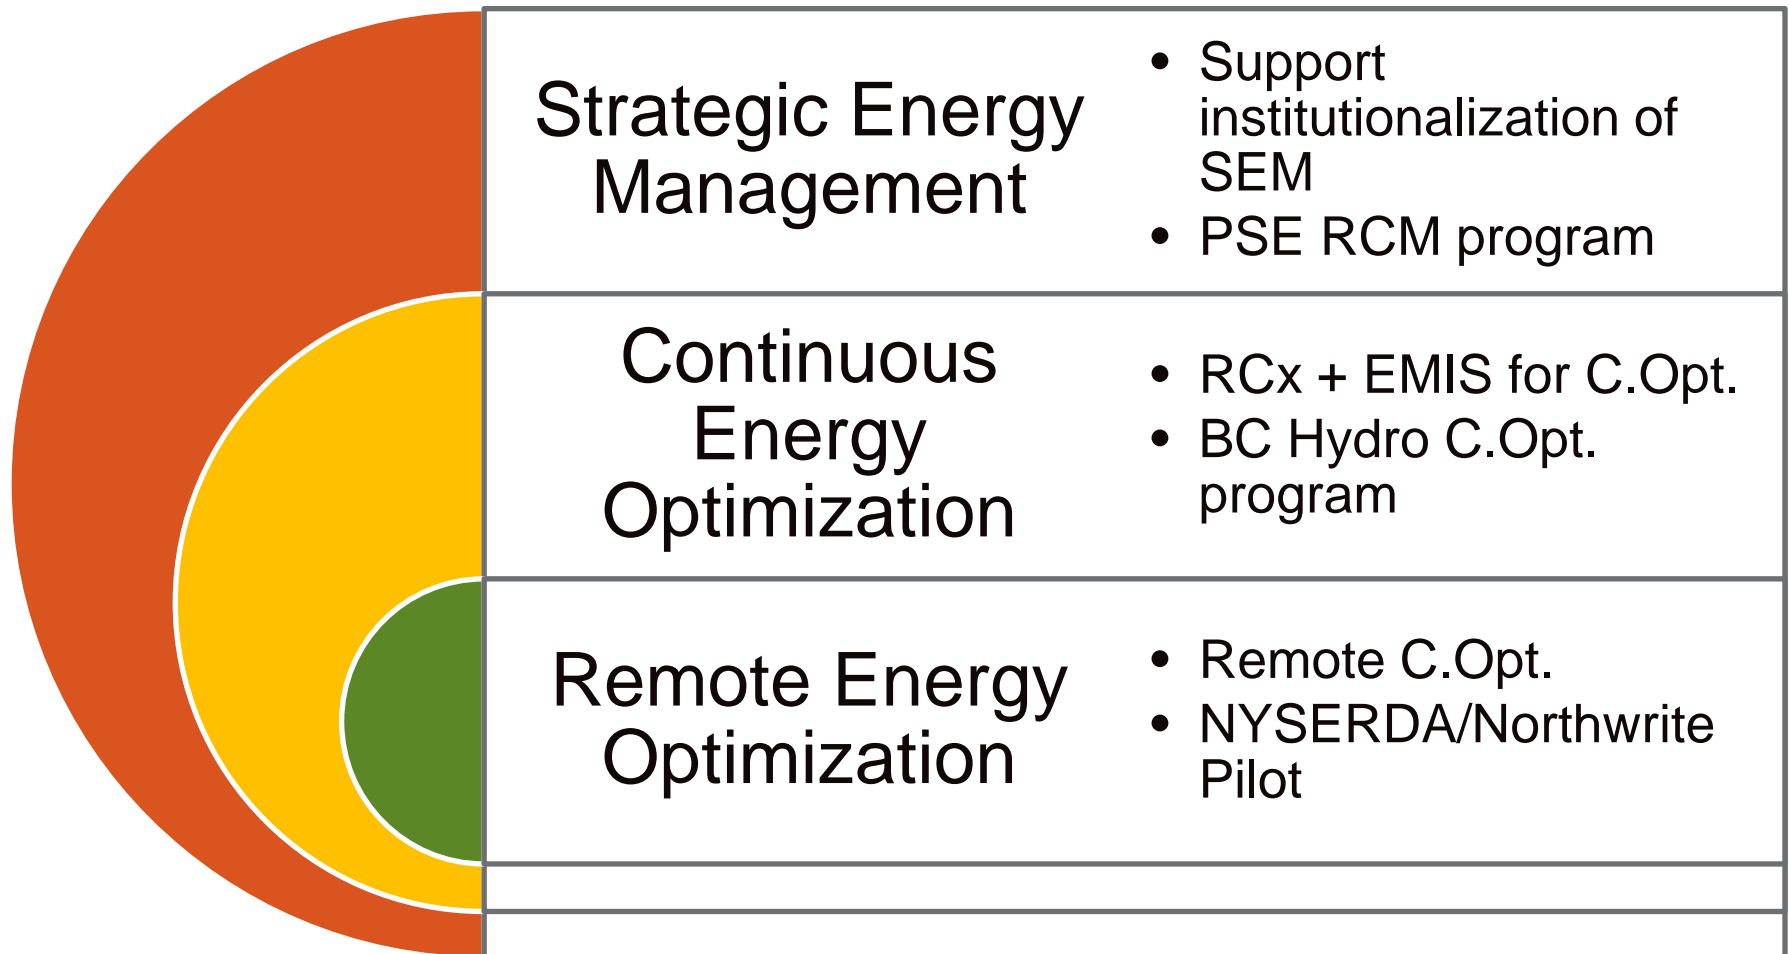 Strategic Energy
Management
• Support
institutionalization of
SEM
• PSE RCM program
Continuous
Energy
Optimization
• RCx + EMIS for C.Opt.
• BC Hydro C.Opt.
program
Remote Energy
Optimization
• Remote C.Opt.
• NYSERDA/Northwrite
Pilot